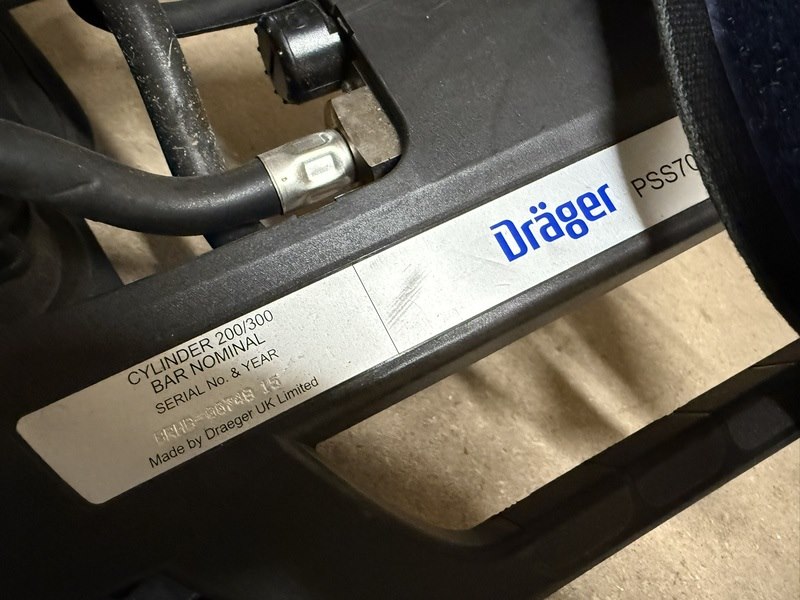 Dräger PSS70
CYLINDER 200/300
BAR NOMINAL
SERIAL No. & YEAR
Made by Draeger UK Limited